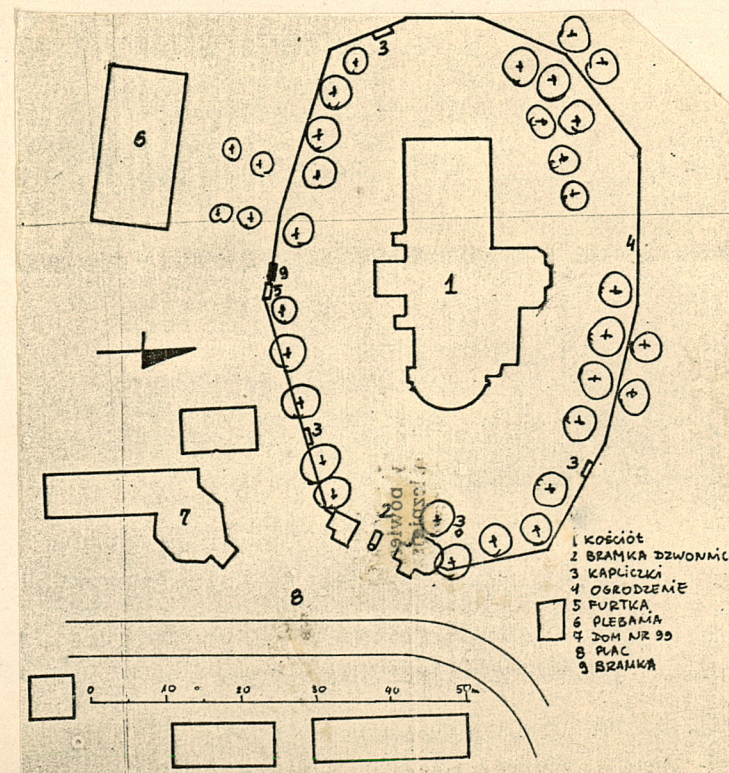 3
6
4
9
5
1
3
3
7
2
3
8
1 KOŚCIÓŁ
2 BRAMKA DZWONNIC
3 KAPLICZKI
4 OGRODZENIE
5 FURTKA
6 PLEBANIA
7 DOM NR 99
8 PLAC
9 BRAMKA
0 10 20 30 40 50m